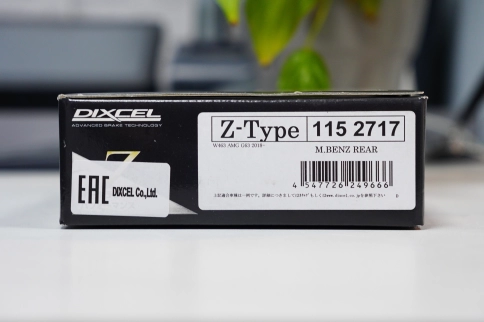 DIXCEL
ADVANCED BRAKE TECHNOLOGY
Z
EAC DIXCEL Co.,Ltd.
Z-Type 115 2717
W463 AMG G63 2018-
M.BENZ REAR
4 547726 249666